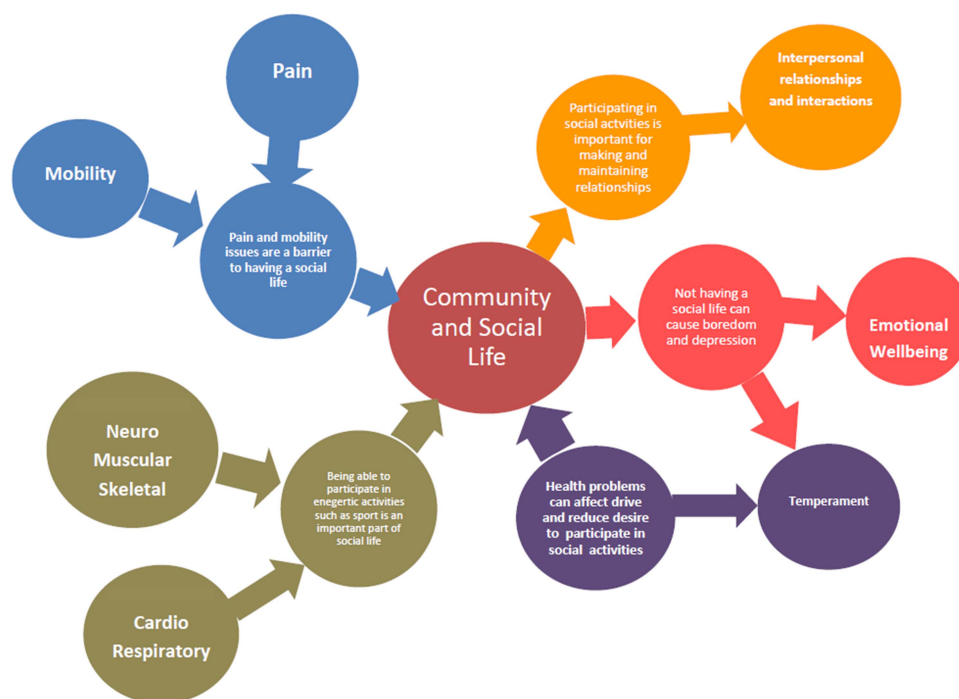 Pain
Mobility
Pain and mobility
issues are a barrier
to having a social
life
Participating in
social actvities is
important for
making and
maintaining
relationships
Interpersonal
relationships
and interactions
Community
and Social
Life
Not having a
social life can
cause boredom
and depression
Emotional
Wellbeing
Neuro
Muscular
Skeletal
Being able to
participate in
enegertic activities
such as sport is an
important part of
social life
Health problems
can affect drive
and reduce desire
to participate in
social activities
Temperament
Cardio
Respiratory